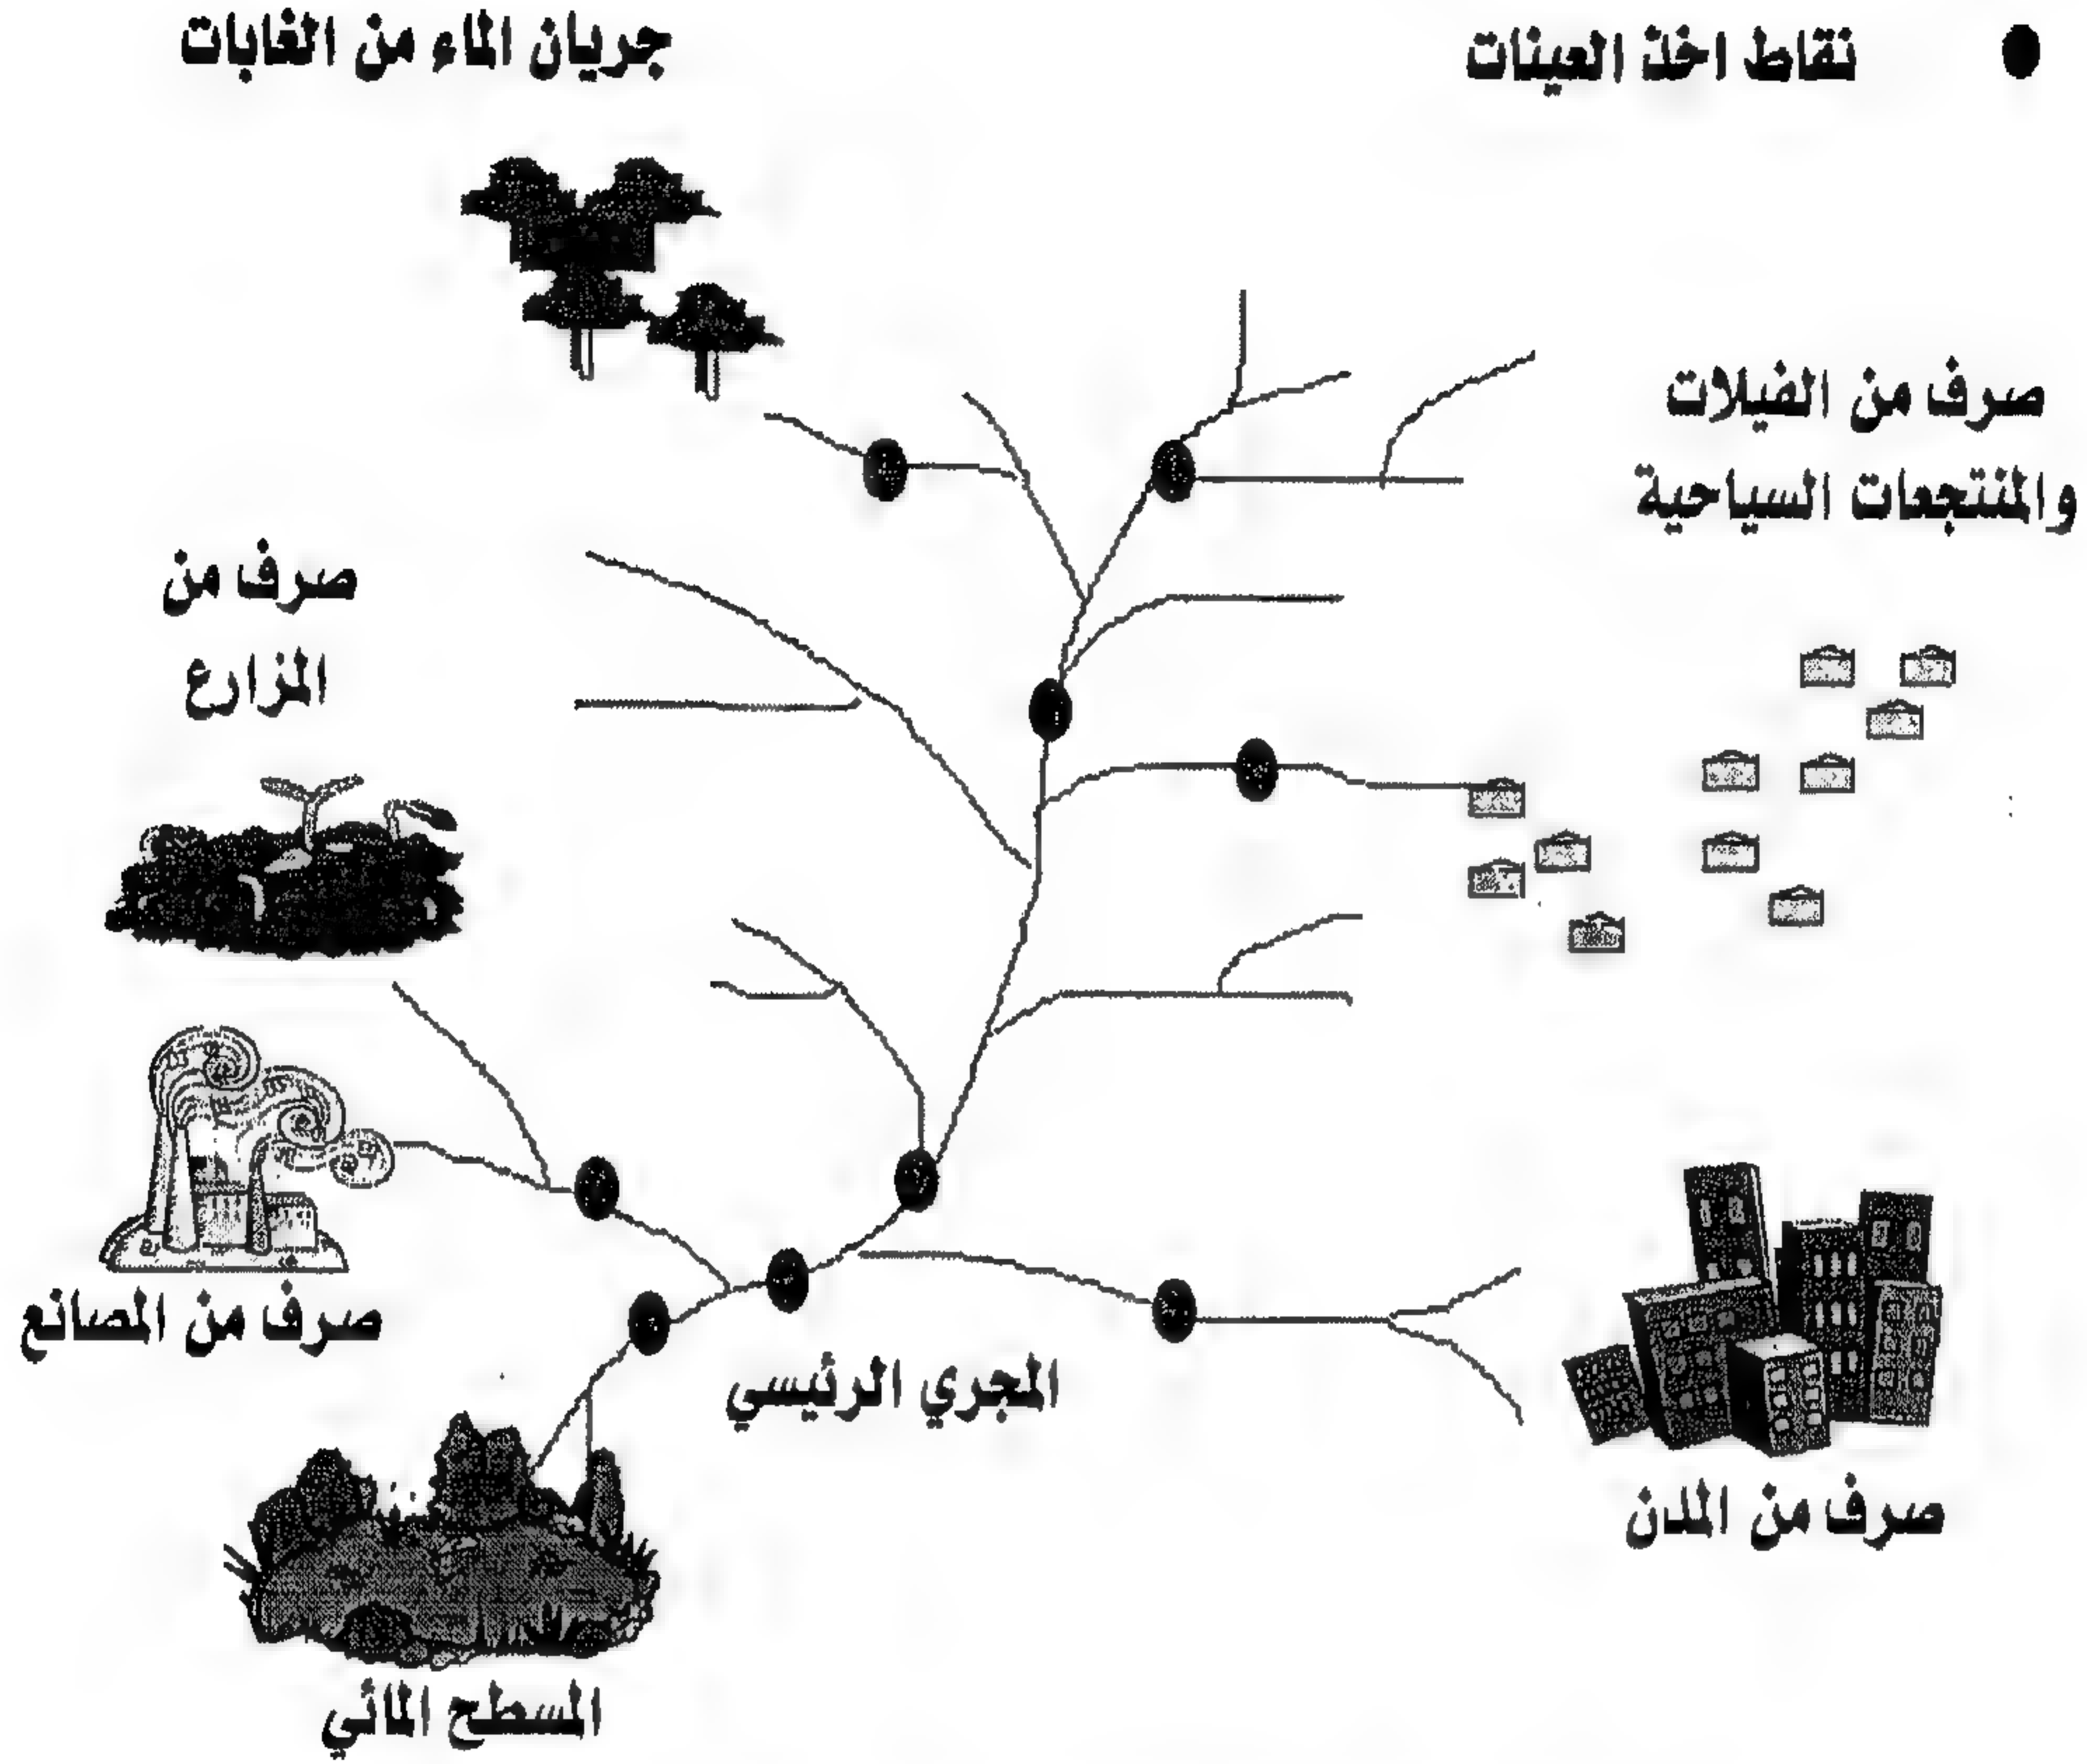 نقاط اخذ العينات
جريان الماء من الغابات
صرف من الفيلات
والمنتجعات السياحية
صرف من
المزارع
صرف من المصانع
المجري الرئيسي
صرف من المدن
المسطح المائي